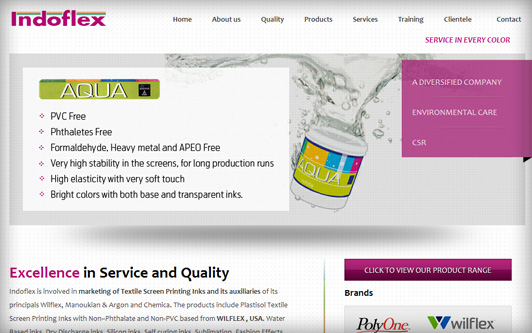 Indoflex
Home About us Quality Products Services Training Clientele Contact
SERVICE IN EVERY COLOR
AQUA
PVC Free
Phthaletes Free
Formaldehyde, Heavy metal and APEO Free
Very high stability in the screens, for long production runs
High elasticity with very soft touch
Bright colors with both base and transparent inks.
AQUA
A DIVERSIFIED COMPANY
ENVIRONMENTAL CARE
CSR
Excellence in Service and Quality
Indoflex is involved in marketing of Textile Screen Printing Inks and its auxiliaries of its
principals Wilflex, Manoukian & Argon and Chemica. The products include Plastisol Textile
Screen Printing Inks with Non–Phthalate and Non-PVC based from WILFLEX , USA. Water
Based inks, Dry Discharge inks, Silicon inks, Self curing inks, Sublimation, Fashion Effects
CLICK TO VIEW OUR PRODUCT RANGE
Brands
PolyOne wilflex